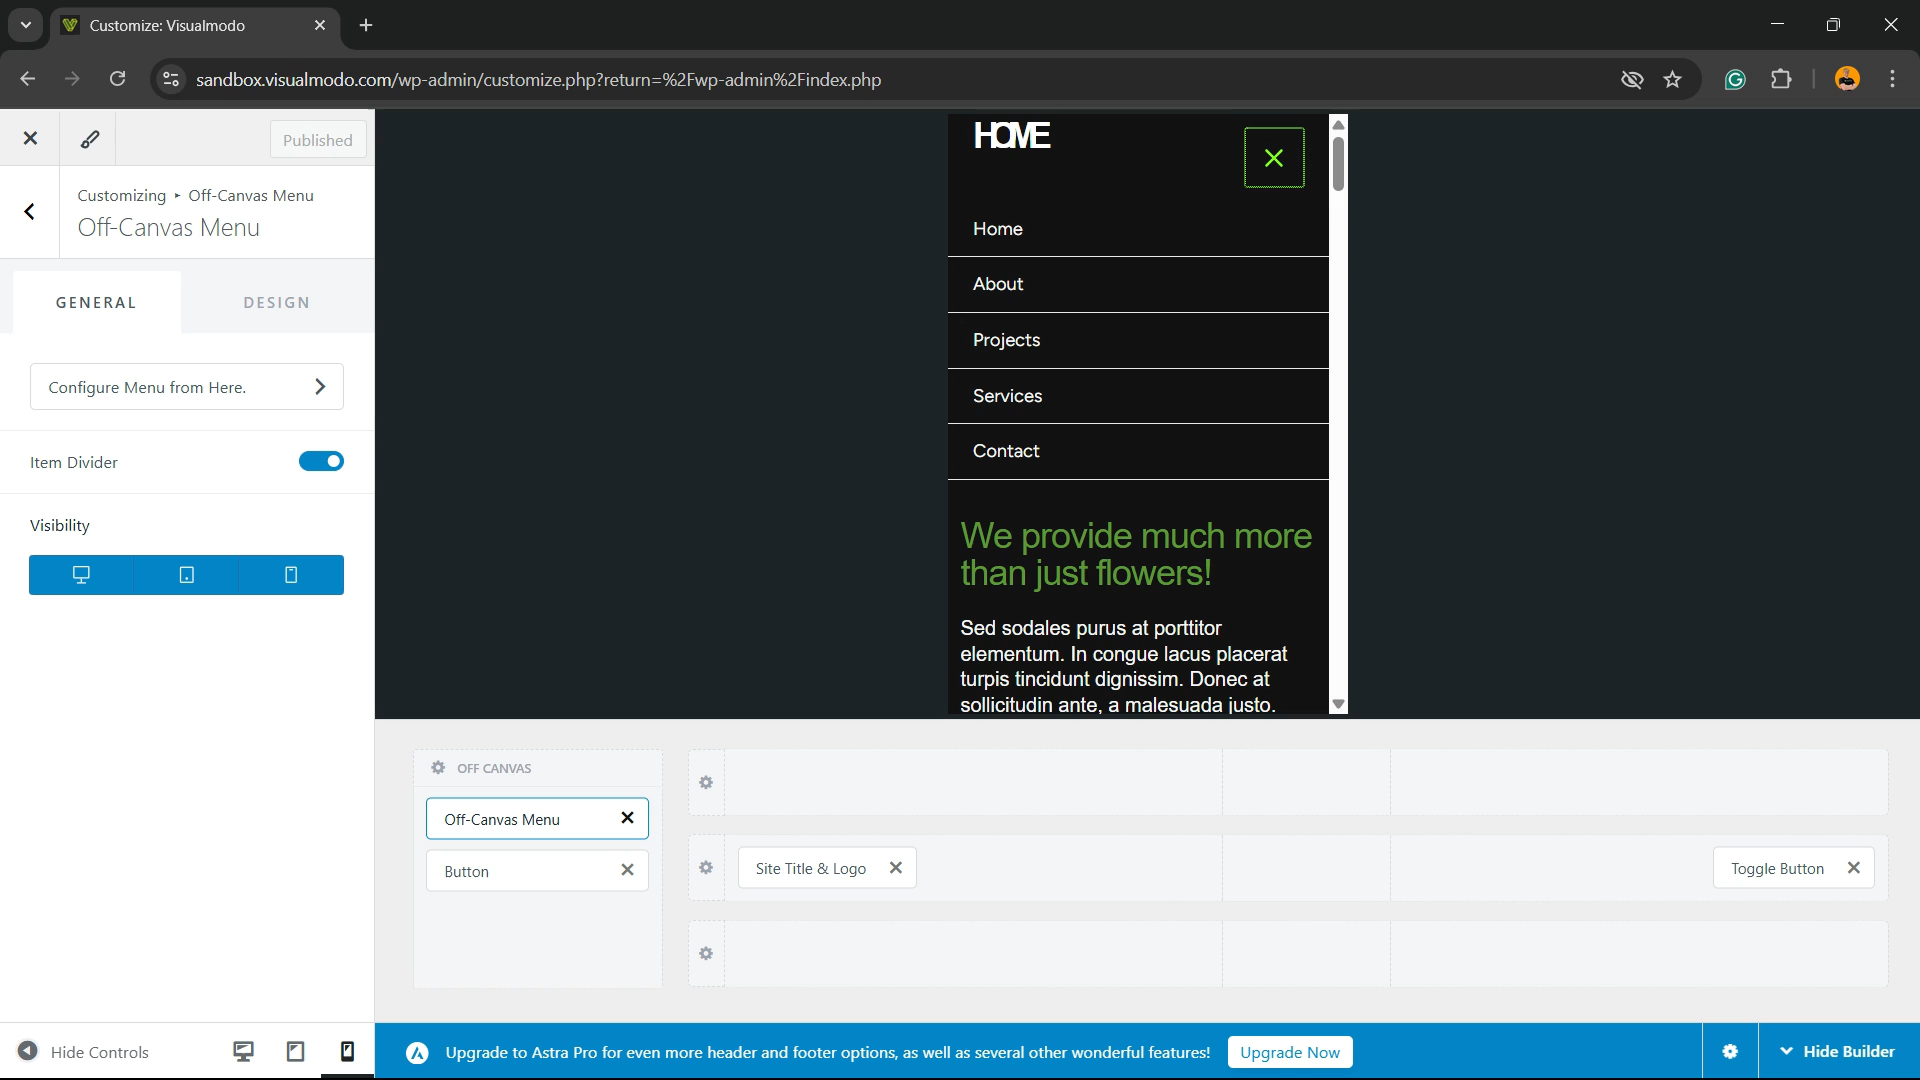 Customize: Visualmodo
sandbox.visualmodo.com/wp-admin/customize.php?return=%2Fwp-admin%2Findex.php
Published
Customizing ▸ Off-Canvas Menu
Off-Canvas Menu
GENERAL DESIGN
Configure Menu from Here.
Item Divider
Visibility
Hide Controls
HOME
Home
About
Projects
Services
Contact
We provide much more
than just flowers!
Sed sodales purus at porttitor
elementum. In congue lacus placerat
turpis tincidunt dignissim. Donec at
sollicitudin ante, a malesuada justo.
OFF CANVAS
Off-Canvas Menu
Button
Site Title & Logo
Toggle Button
Upgrade to Astra Pro for even more header and footer options, as well as several other wonderful features! Upgrade Now
Hide Builder